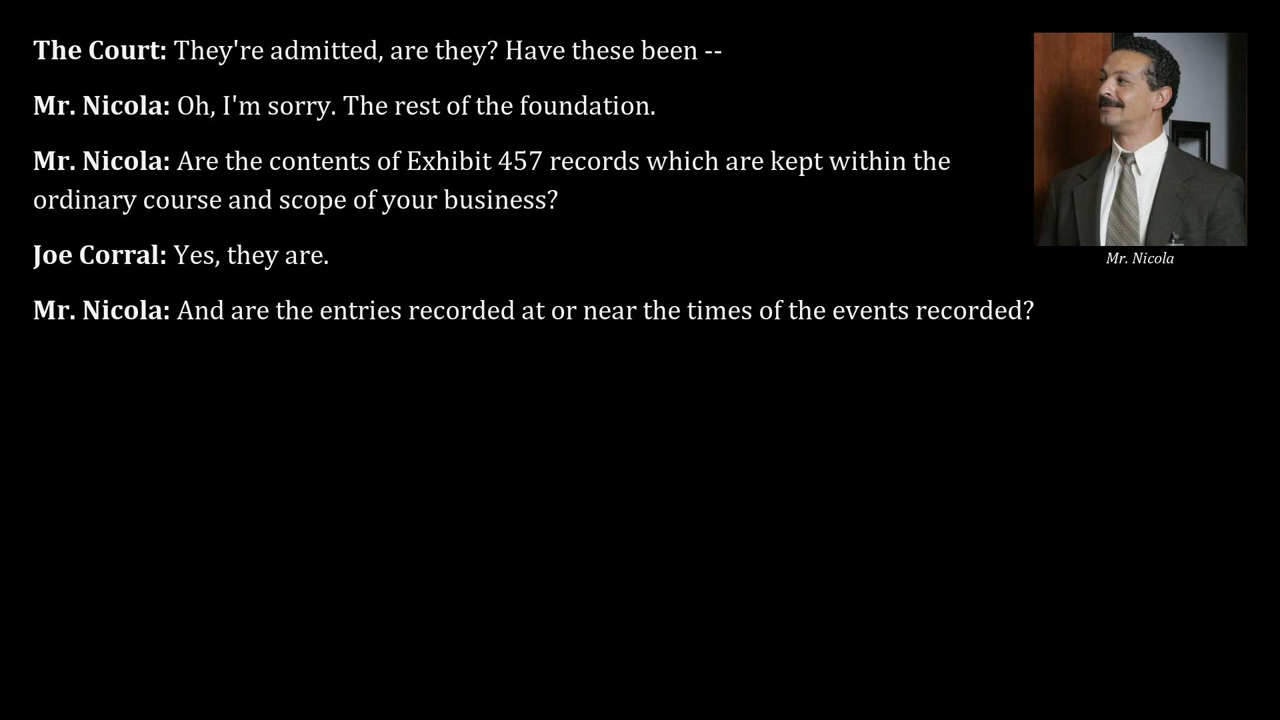 The Court: They're admitted, are they? Have these been --
Mr. Nicola: Oh, I'm sorry. The rest of the foundation.
Mr. Nicola: Are the contents of Exhibit 457 records which are kept within the
ordinary course and scope of your business?
Joe Corral: Yes, they are.
Mr. Nicola: And are the entries recorded at or near the times of the events recorded?
Mr. Nicola